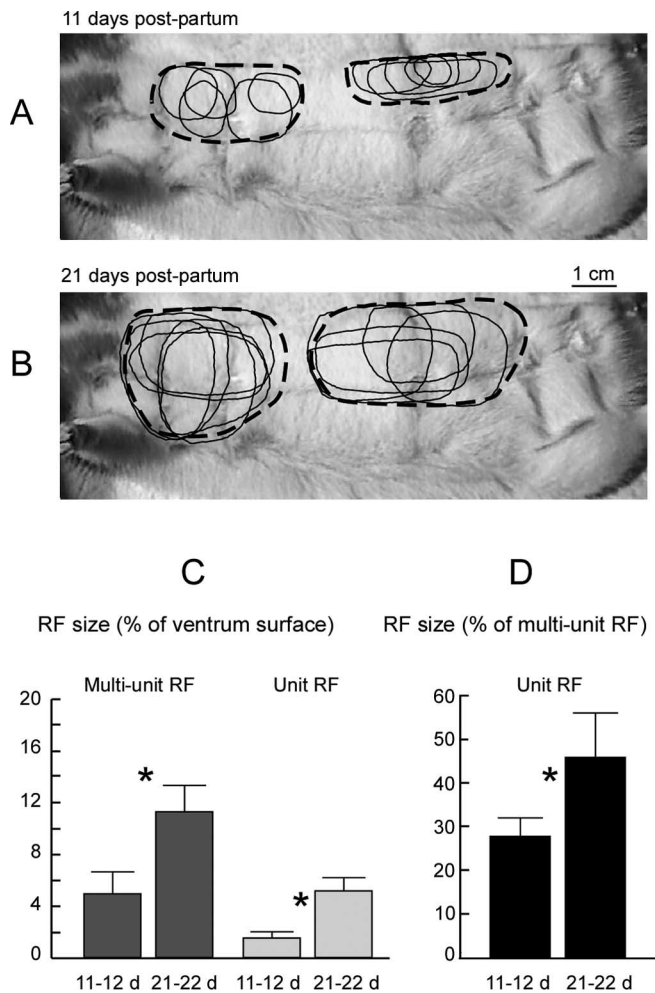 11 days post-partum
A
21 days post-partum
1 cm
B
C
D
RF size (% of ventrum surface)
RF size (% of multi-unit RF)
Multi-unit RF
Unit RF
Unit RF
20
16
12
8
4
0
*
*
60
50
40
30
20
10
0
*
11-12 d
21-22 d
11-12 d
21-22 d
11-12 d
21-22 d